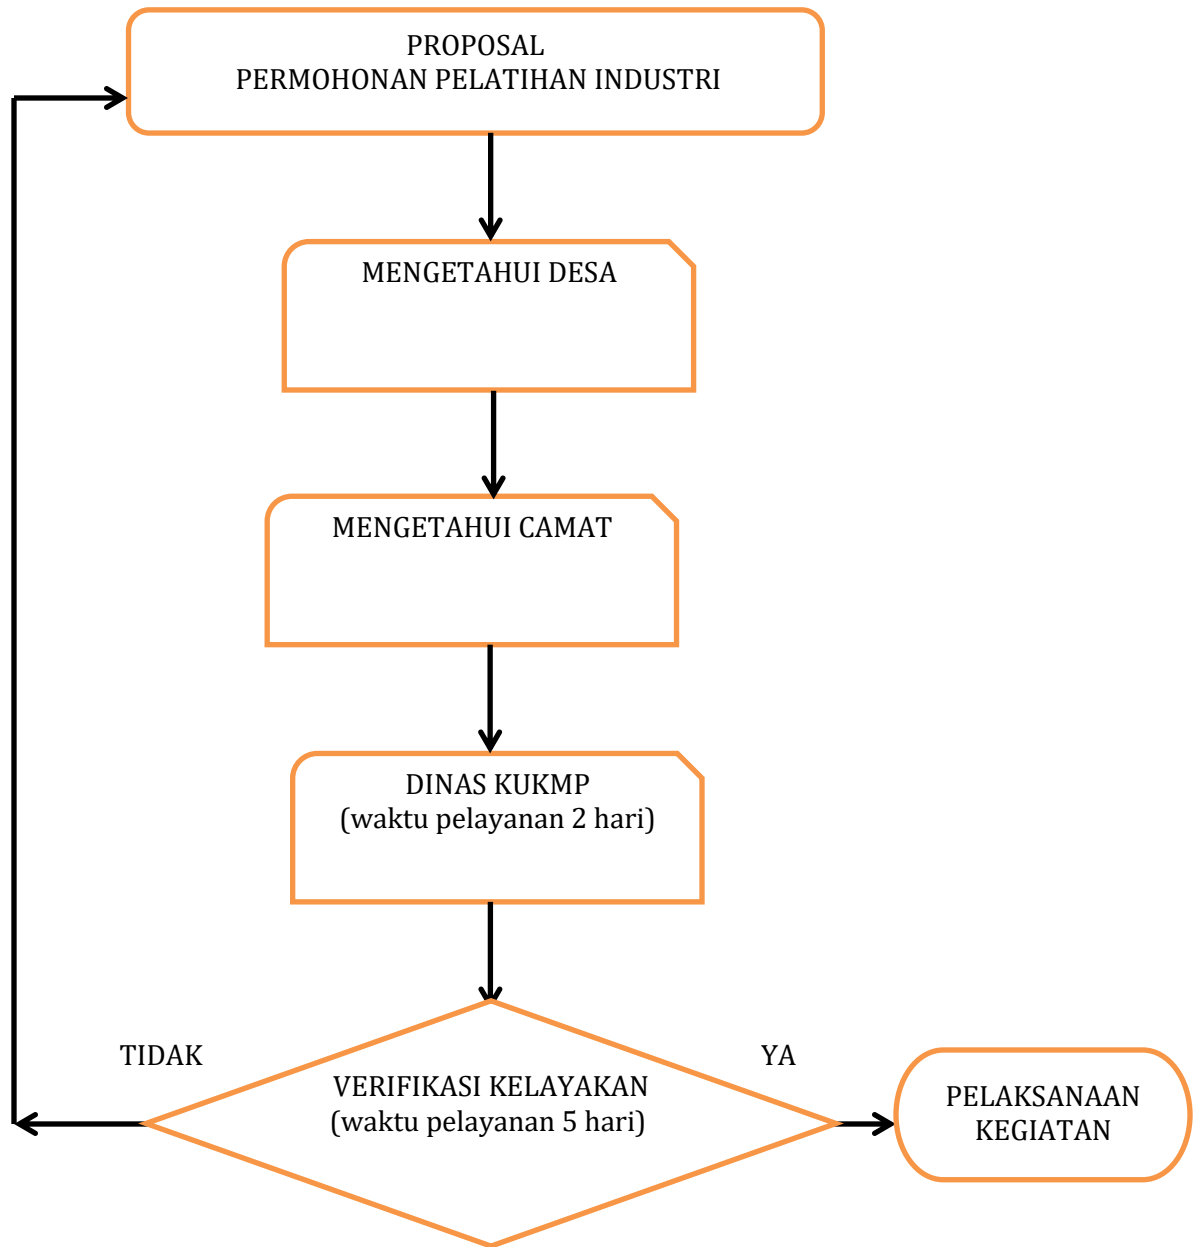 PROPOSAL
PERMOHONAN PELATIHAN INDUSTRI
MENGETAHUI DESA
MENGETAHUI CAMAT
DINAS KUKMP
(waktu pelayanan 2 hari)
TIDAK
YA
VERIFIKASI KELAYAKAN
(waktu pelayanan 5 hari)
PELAKSANAAN
KEGIATAN